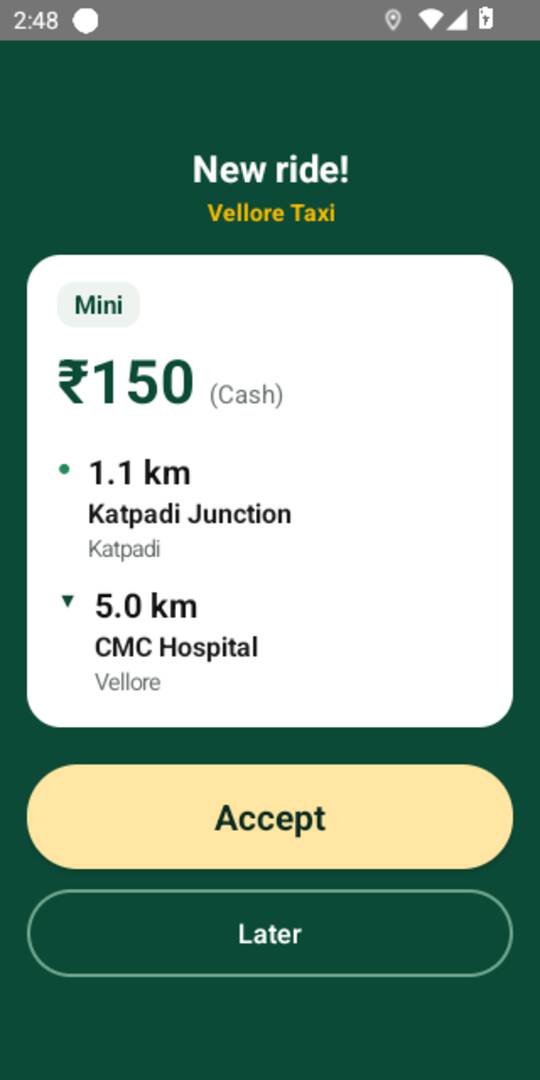 2:48
New ride!
Vellore Taxi
Mini
₹150 (Cash)
1.1 km
Katpadi Junction
Katpadi
5.0 km
CMC Hospital
Vellore
Accept
Later